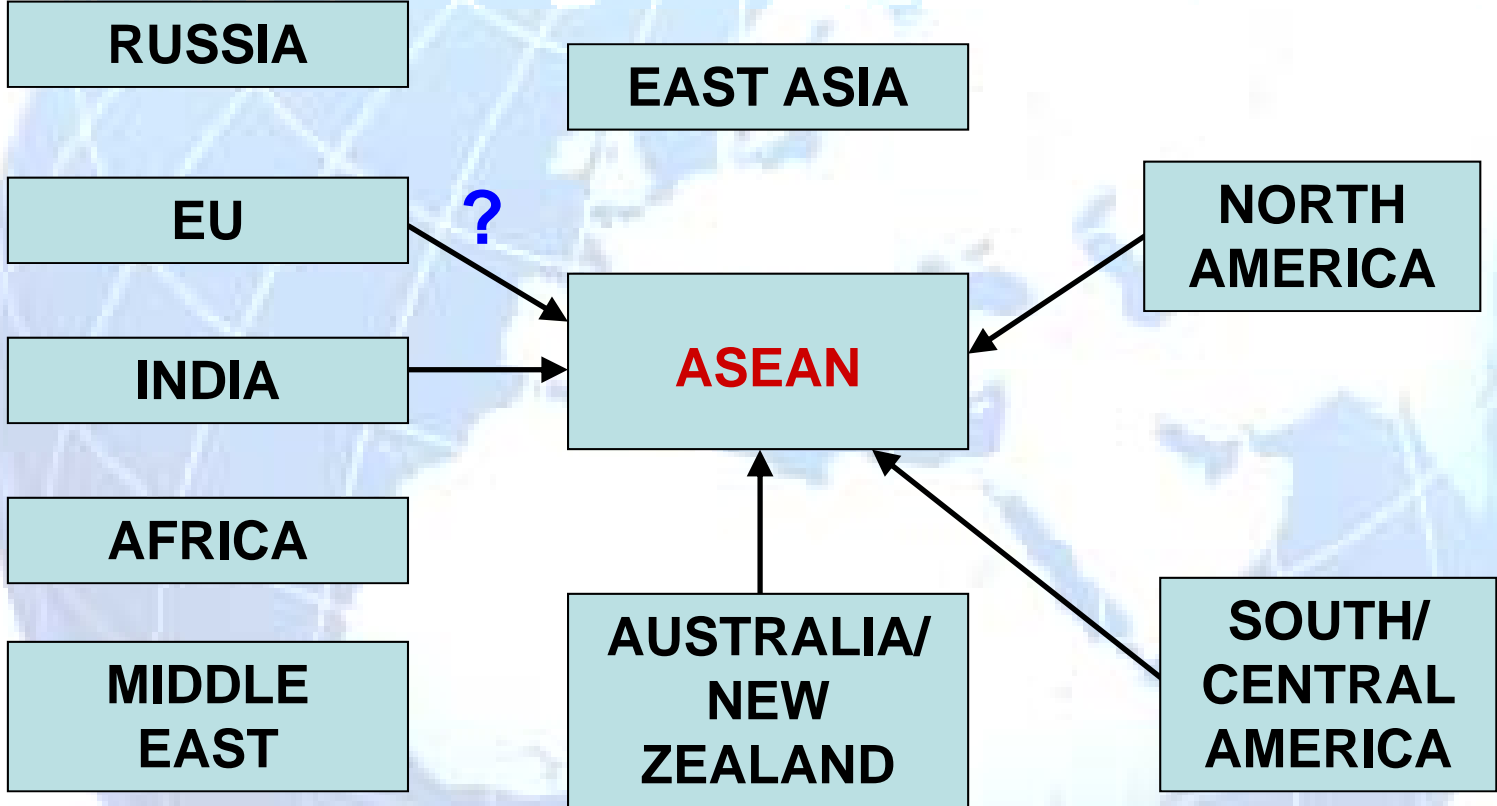 RUSSIA
EAST ASIA
EU
?
NORTH
AMERICA
INDIA
ASEAN
AFRICA
MIDDLE
EAST
AUSTRALIA/
NEW
ZEALAND
SOUTH/
CENTRAL
AMERICA